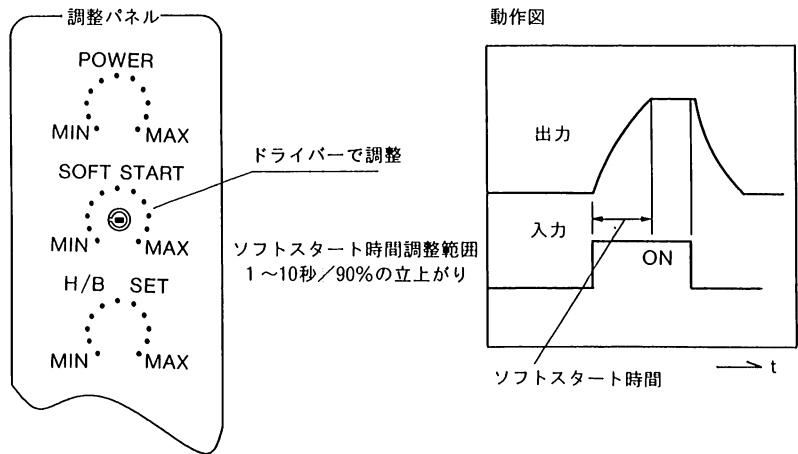 調整パネル
POWER
MIN MAX
SOFT START
MIN MAX
H/B SET
MIN MAX
ドライバーで調整
ソフトスタート時間調整範囲
1～10秒／90%の立上がり
動作図
出力
入力
ON
ソフトスタート時間
t